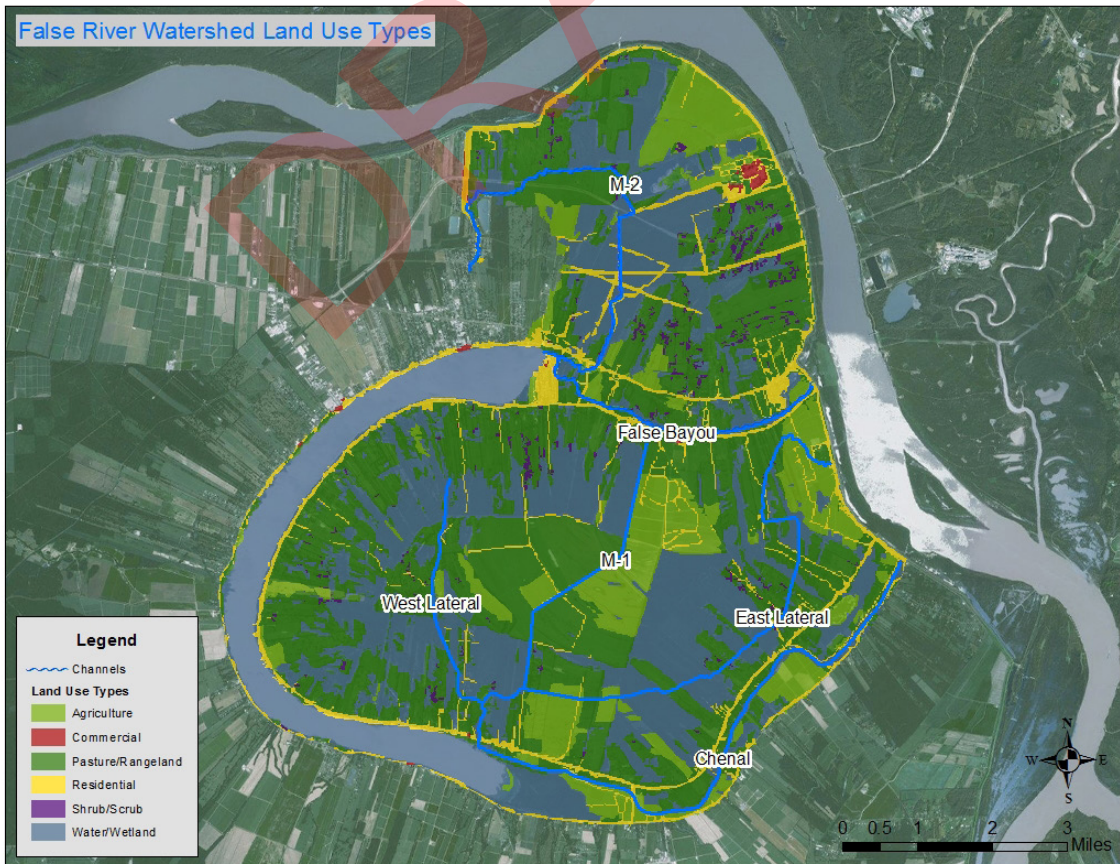 False River Watershed Land Use Types
M-2
False Bayou
M-1
West Lateral
East Lateral
Chenal
Legend
Channels
Land Use Types
Agriculture
Commercial
Pasture/Rangeland
Residential
Shrub/Scrub
Water/Wetland
N
W E
S
0 0.5 1 2 3
Miles